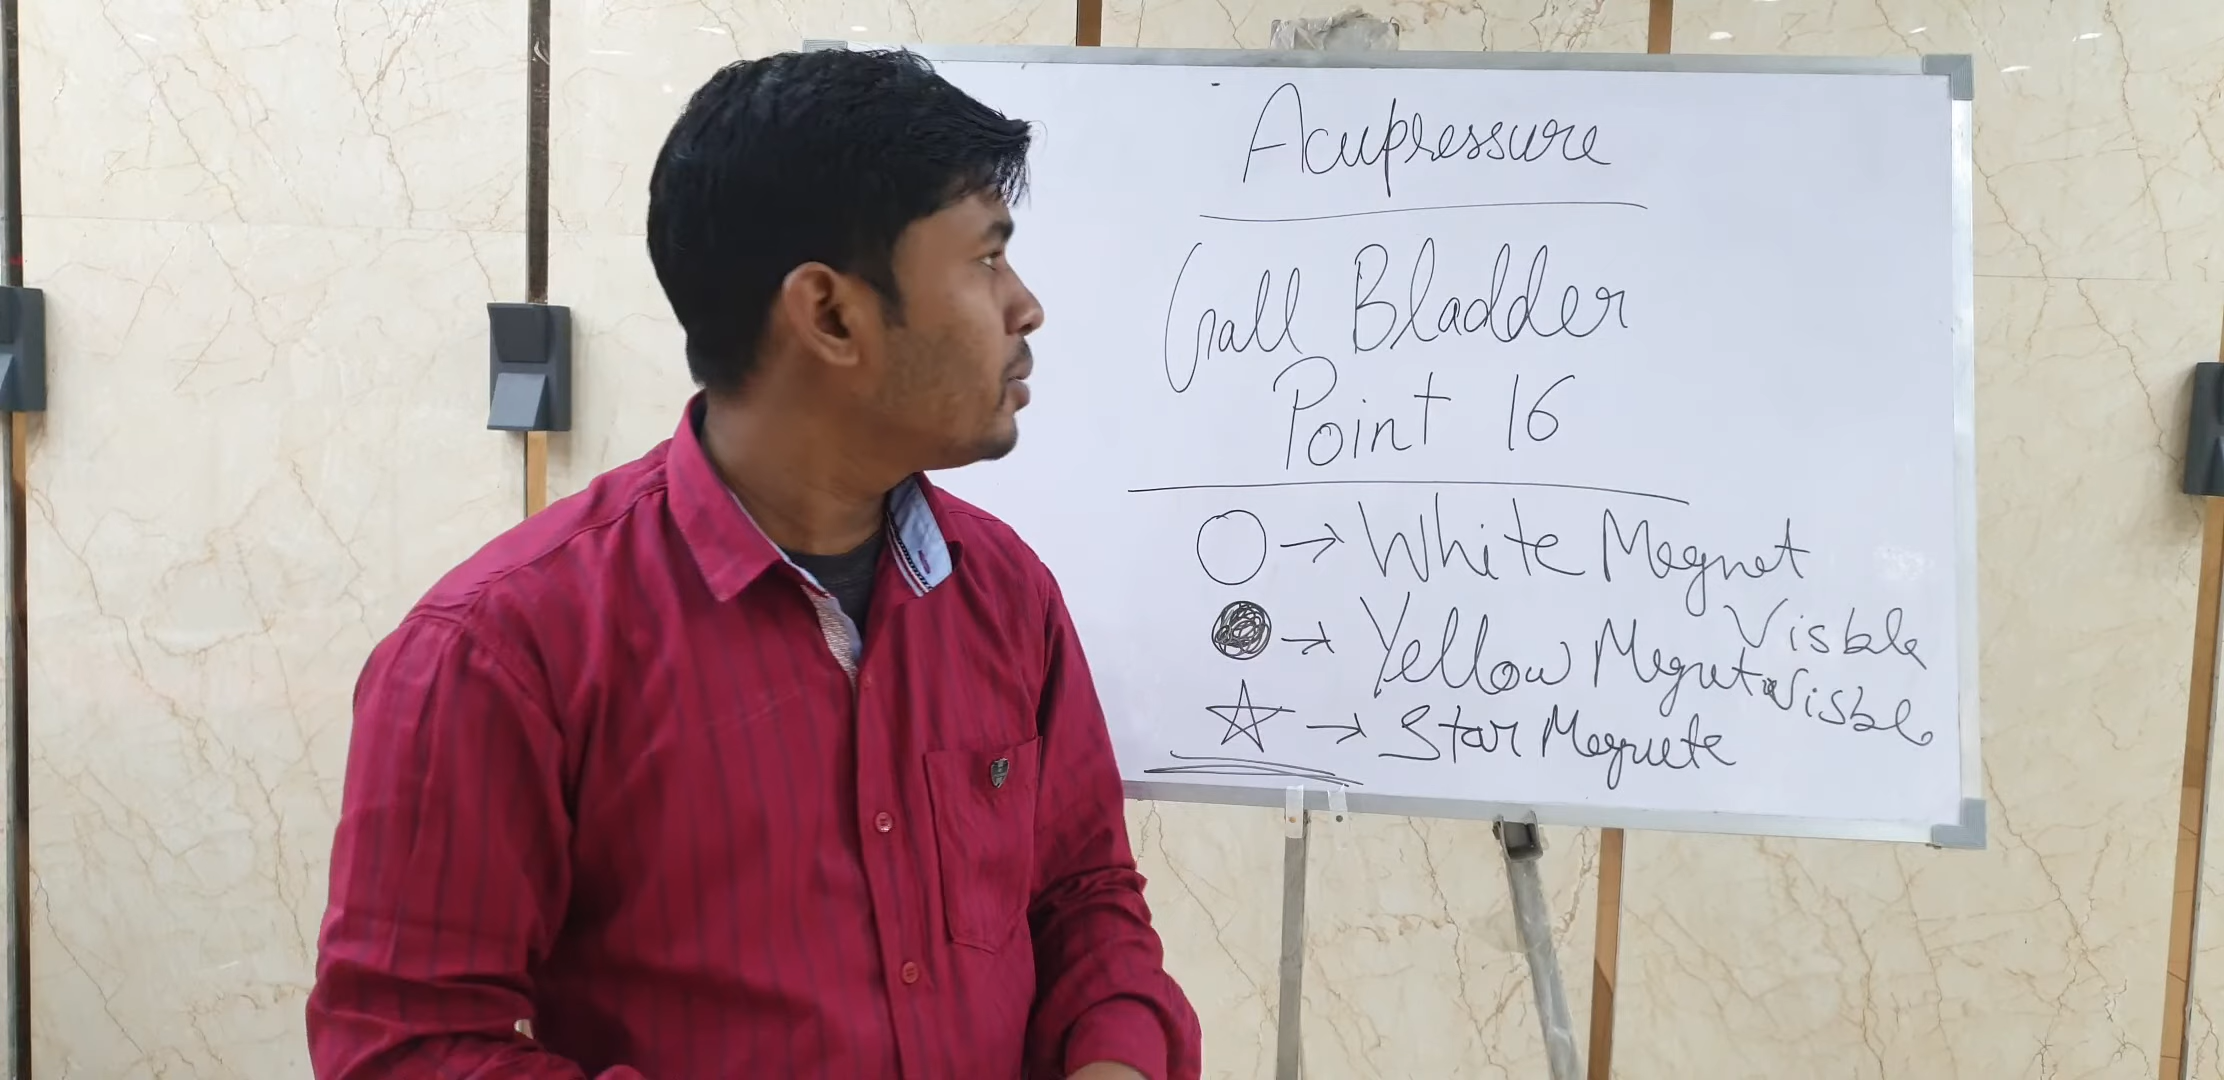 Acupressure
Gall Bladder
Point 16
White Megnet
Visble
Yellow Megnet Visble
Star Megnete